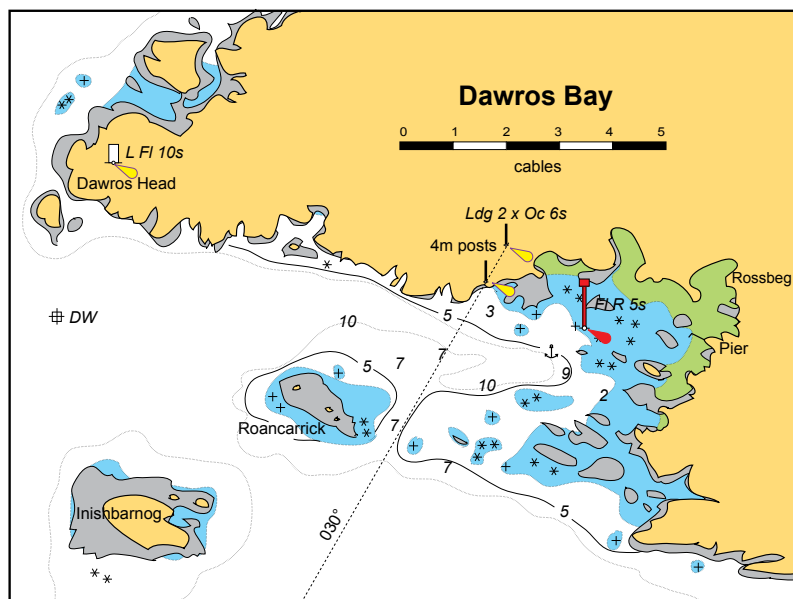 Dawros Bay
0 1 2 3 4 5
cables
L Fl 10s
Dawros Head
Ldg 2 x Oc 6s
4m posts
Rossbeg
Fl R 5s
3
5
DW
10
7
7
Pier
5
9
10
2
Roancarrick
7
7
5
Inishbarnog
030°